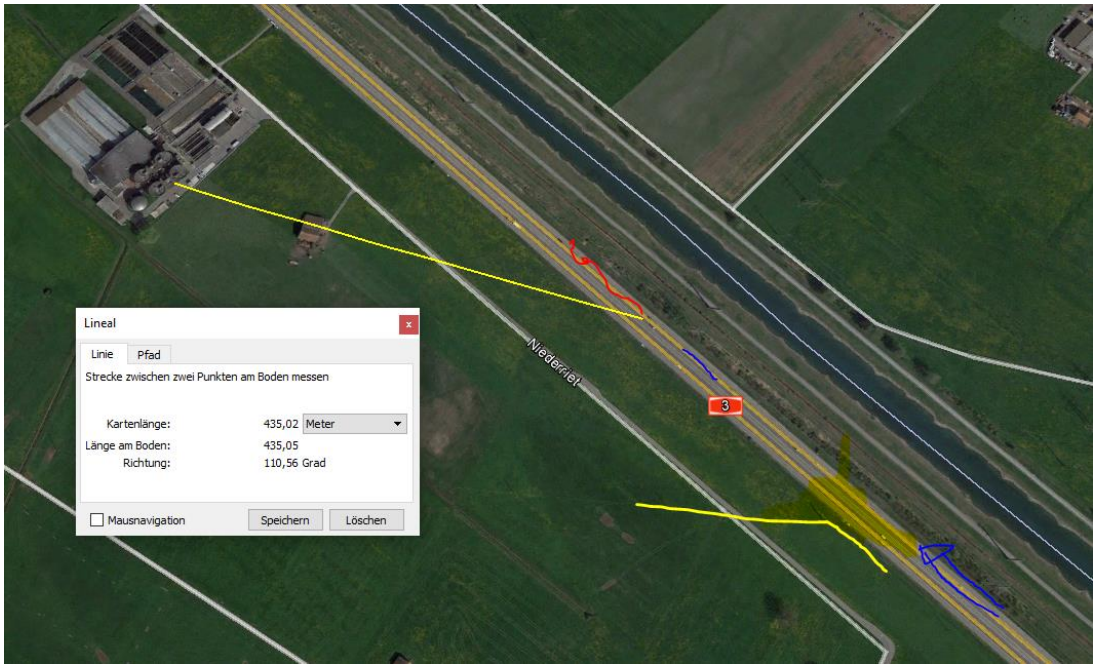 Lineal
x
Linie Pfad
Strecke zwischen zwei Punkten am Boden messen
Kartenlänge: 435,02 Meter
Länge am Boden: 435,05
Richtung: 110,56 Grad
Mausnavigation Speichern Löschen
Niederriet
3